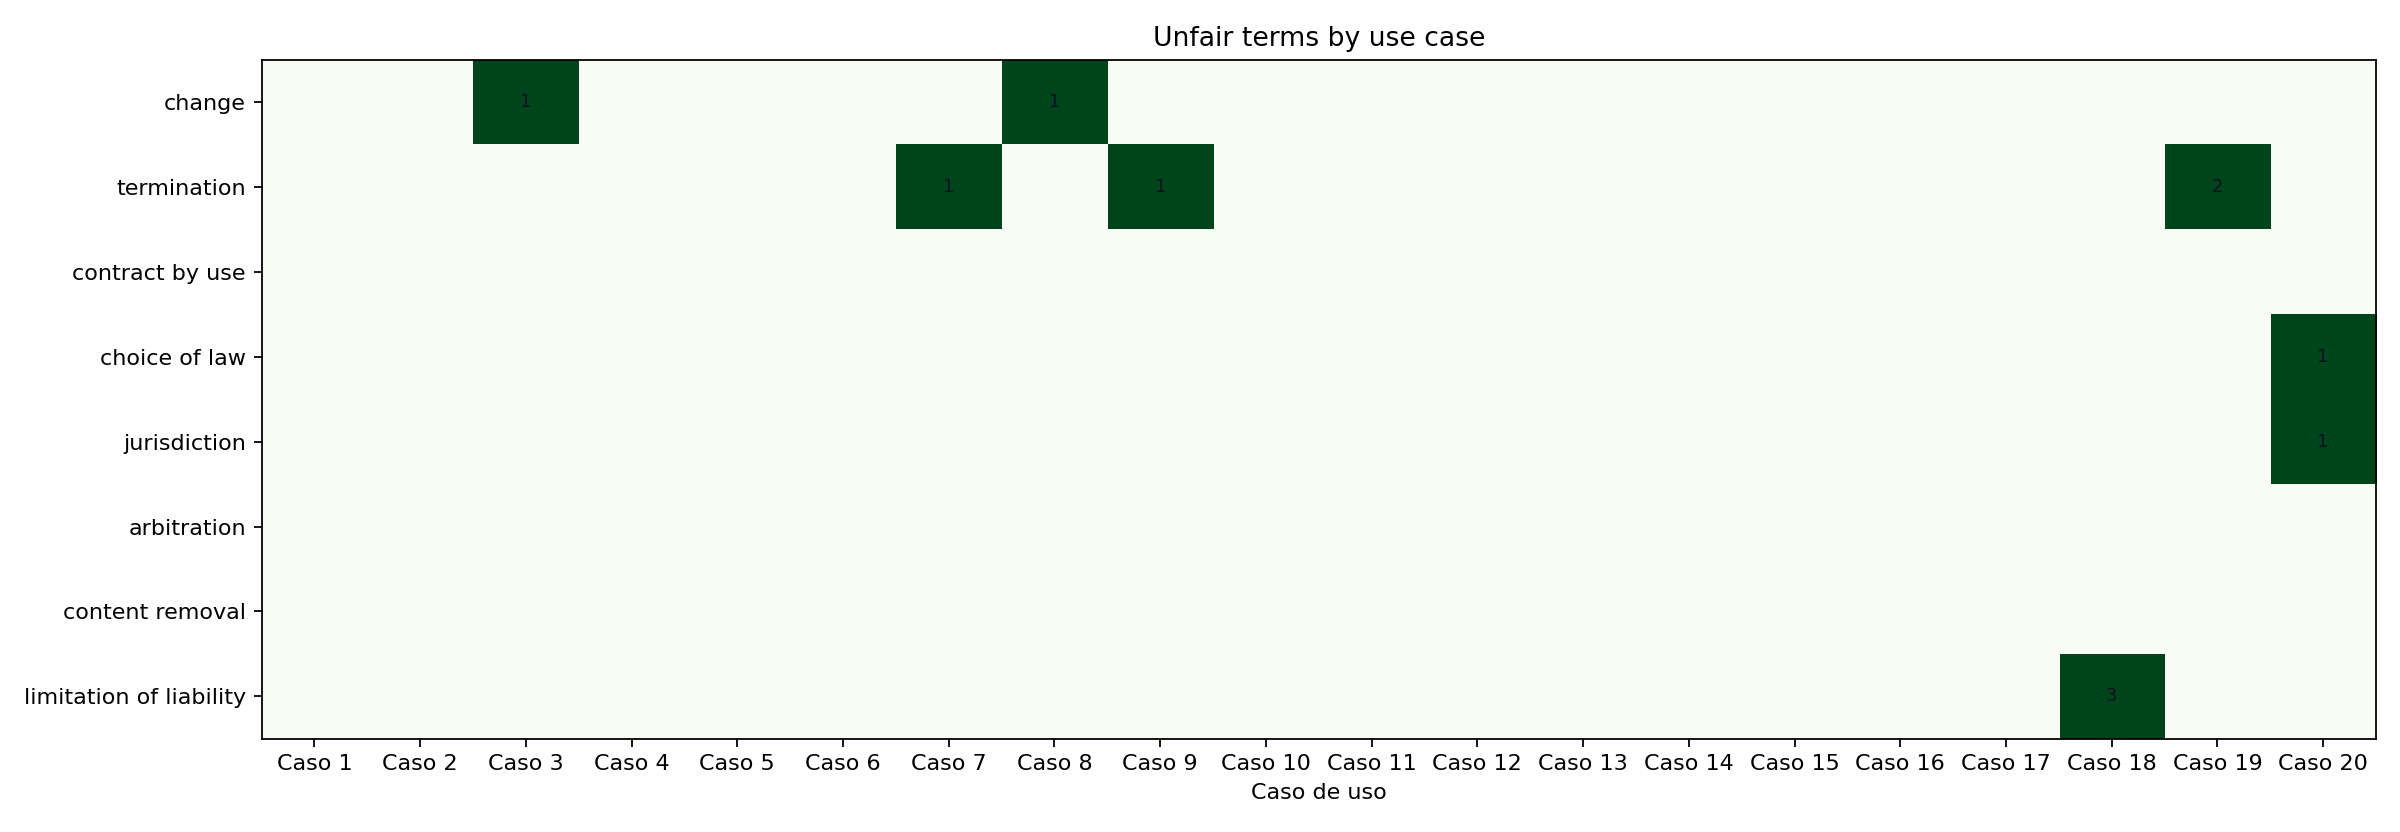 Unfair terms by use case
change 1 1
termination 1 1 2
contract by use
choice of law 1
jurisdiction 1
arbitration
content removal
limitation of liability 3
Caso 1 Caso 2 Caso 3 Caso 4 Caso 5 Caso 6 Caso 7 Caso 8 Caso 9 Caso 10 Caso 11 Caso 12 Caso 13 Caso 14 Caso 15 Caso 16 Caso 17 Caso 18 Caso 19 Caso 20
Caso de uso